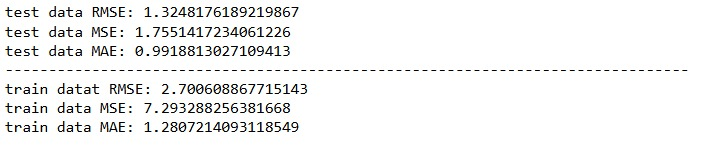 test data RMSE: 1.3248176189219867
test data MSE: 1.7551417234061226
test data MAE: 0.9918813027109413
------------------------------------------------------------------------------
train datat RMSE: 2.700608867715143
train data MSE: 7.293288256381668
train data MAE: 1.2807214093118549